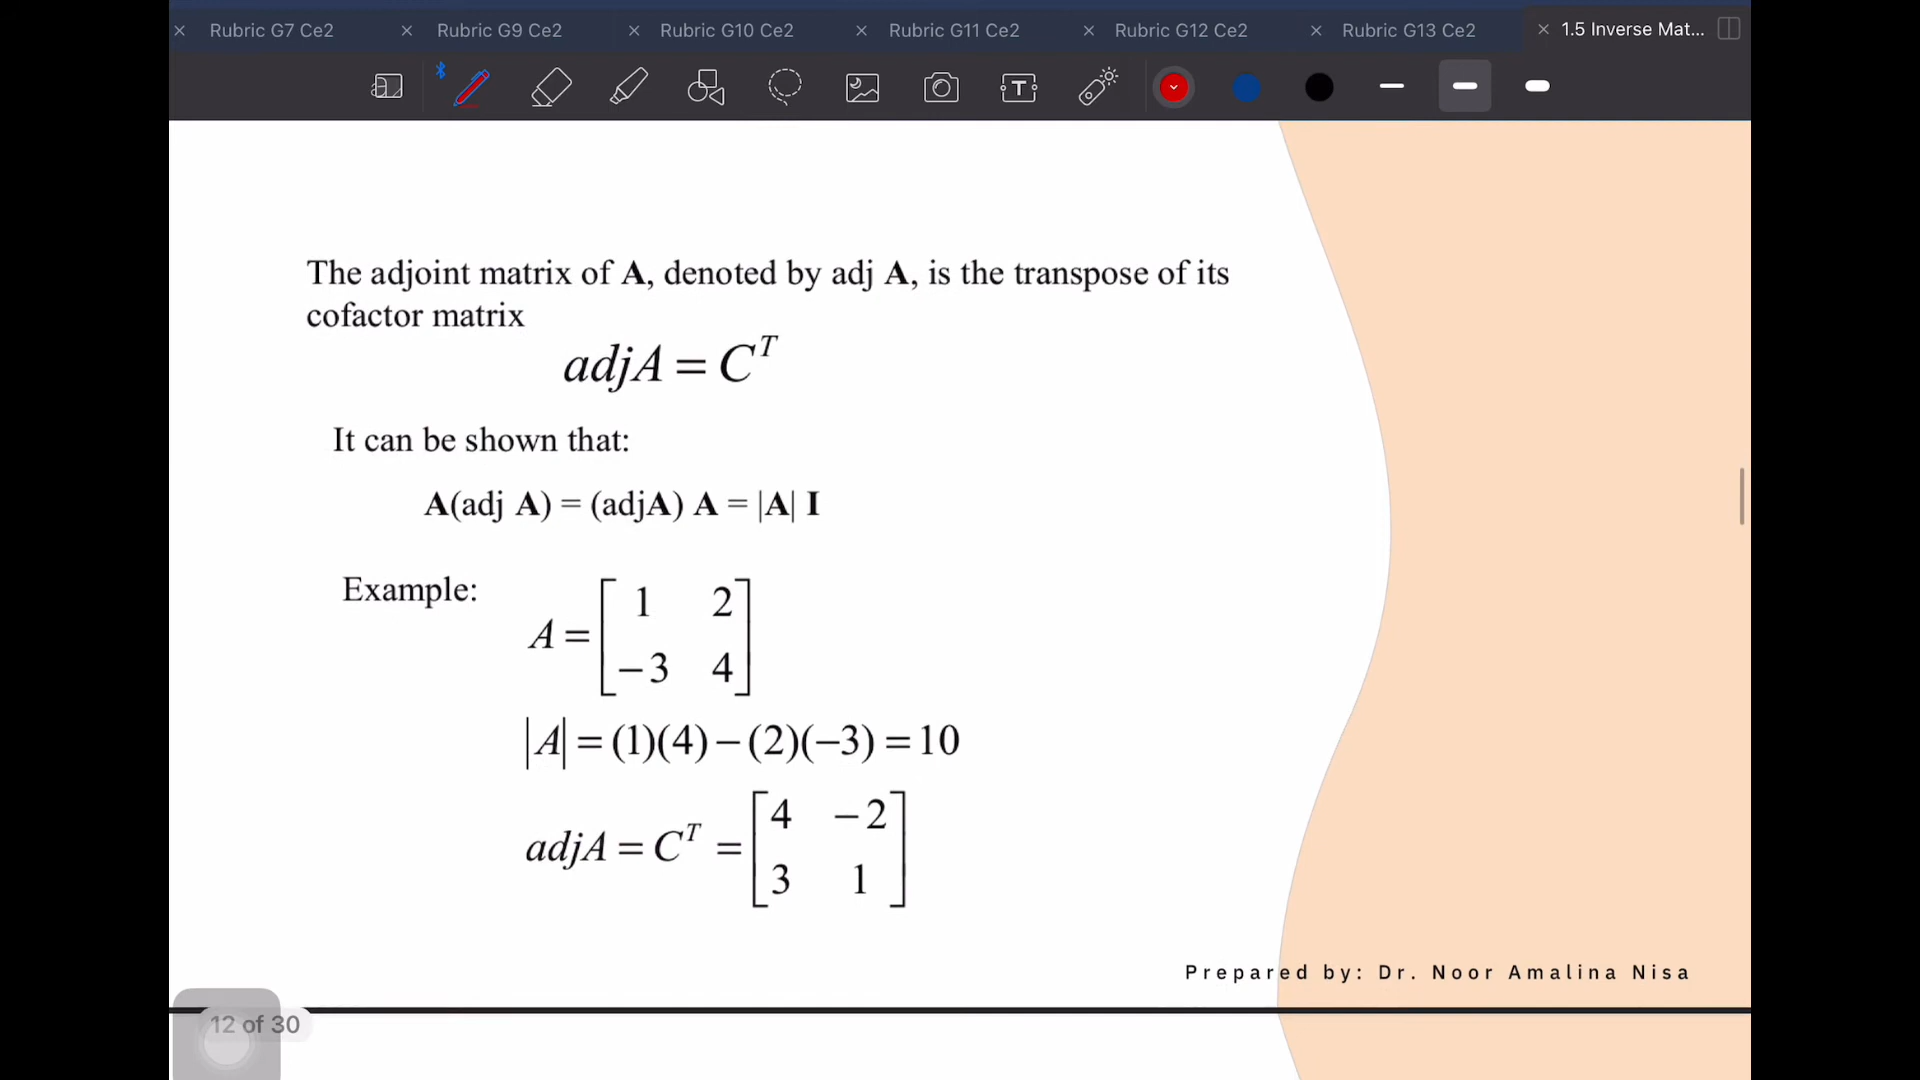 Rubric G7 Ce2
Rubric G9 Ce2
Rubric G10 Ce2
Rubric G11 Ce2
Rubric G12 Ce2
Rubric G13 Ce2
1.5 Inverse Mat...
T
The adjoint matrix of A, denoted by adj A, is the transpose of its
cofactor matrix
adjA = C^T
It can be shown that:
A(adj A) = (adjA) A = |A| I
Example:
A = [1 2
−3 4]
|A| = (1)(4) − (2)(−3) = 10
adjA = C^T = [4 −2
3 1]
Prepared by: Dr. Noor Amalina Nisa
12 of 30